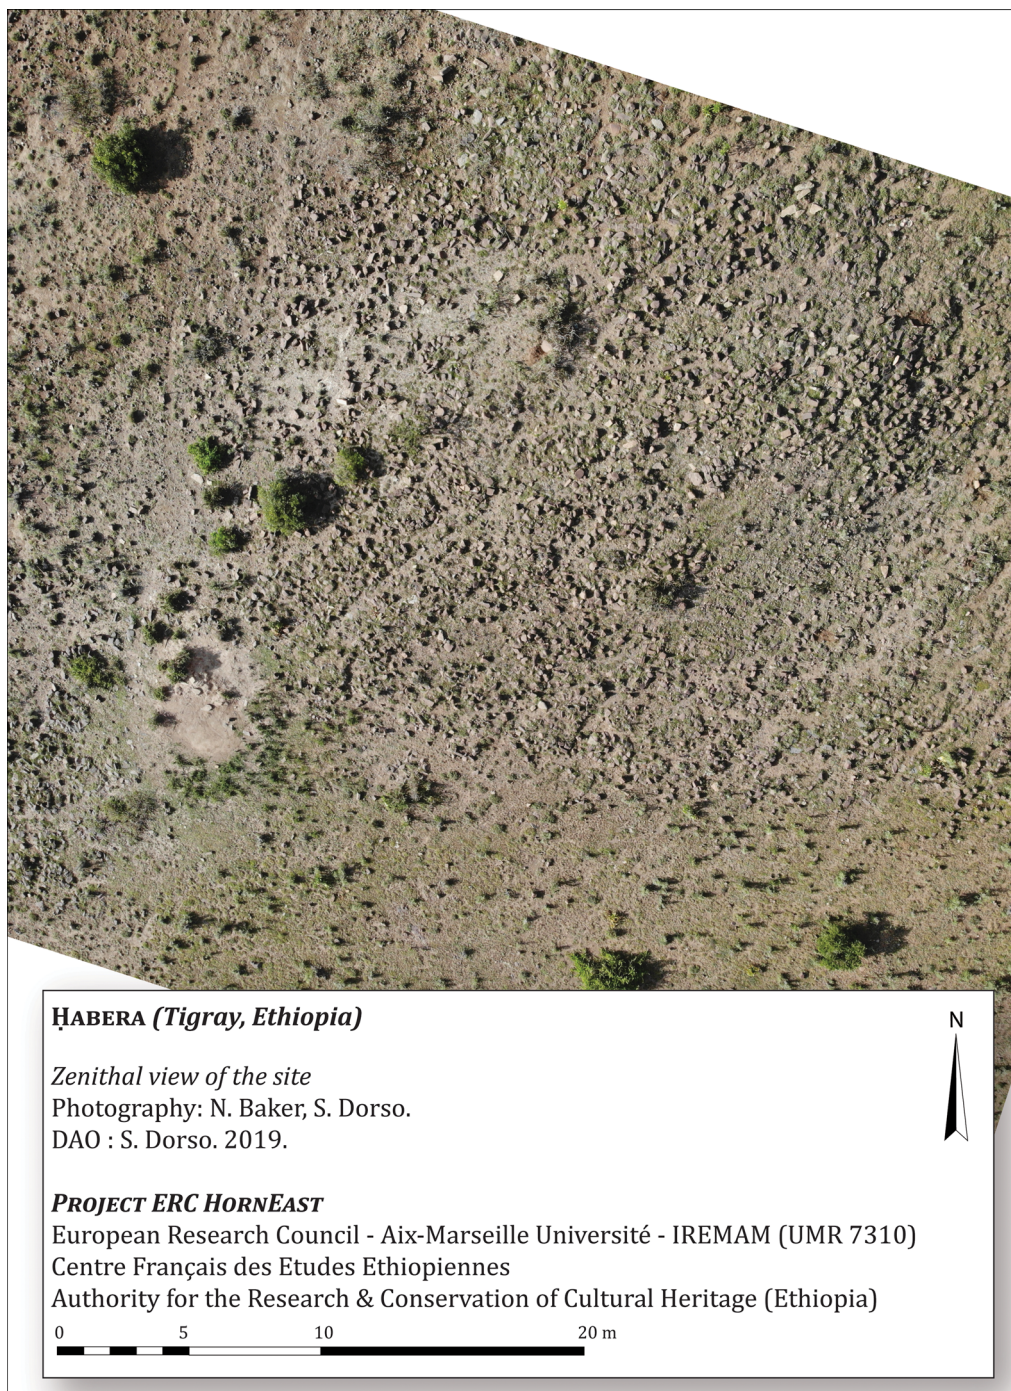 ḤABERA (Tigray, Ethiopia)
Zenithal view of the site
Photography: N. Baker, S. Dorso.
DAO : S. Dorso. 2019.
PROJECT ERC HORNEAST
European Research Council - Aix-Marseille Université - IREMAM (UMR 7310)
Centre Français des Etudes Ethiopiennes
Authority for the Research & Conservation of Cultural Heritage (Ethiopia)
N
0 5 10 20 m